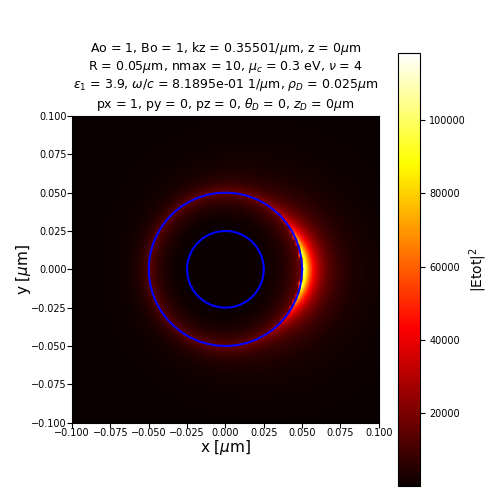 Ao = 1, Bo = 1, kz = 0.35501/μm, z = 0μm
R = 0.05μm, nmax = 10, μc = 0.3 eV, ν = 4
ε1 = 3.9, ω/c = 8.1895e-01 1/μm, ρD = 0.025μm
px = 1, py = 0, pz = 0, θD = 0, zD = 0μm
0.100
0.075
0.050
0.025
0.000
−0.025
−0.050
−0.075
−0.100
y [μm]
−0.100 −0.075 −0.050 −0.025 0.000 0.025 0.050 0.075 0.100
x [μm]
100000
80000
60000
40000
20000
|Etot|²